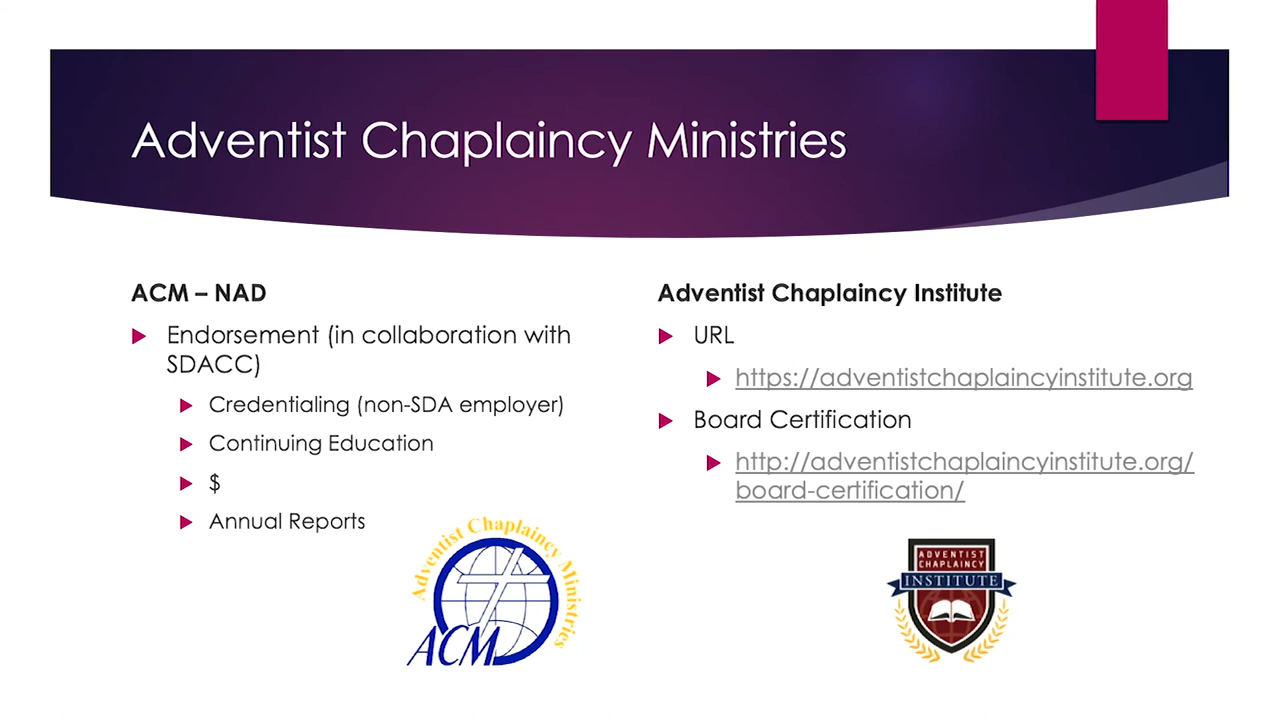 Adventist Chaplaincy Ministries
ACM – NAD
Endorsement (in collaboration with
SDACC)
Credentialing (non-SDA employer)
Continuing Education
$
Annual Reports
Adventist Chaplaincy Ministries
ACM
Adventist Chaplaincy Institute
URL
https://adventistchaplaincyinstitute.org
Board Certification
http://adventistchaplaincyinstitute.org/
board-certification/
ADVENTIST
CHAPLAINCY
INSTITUTE